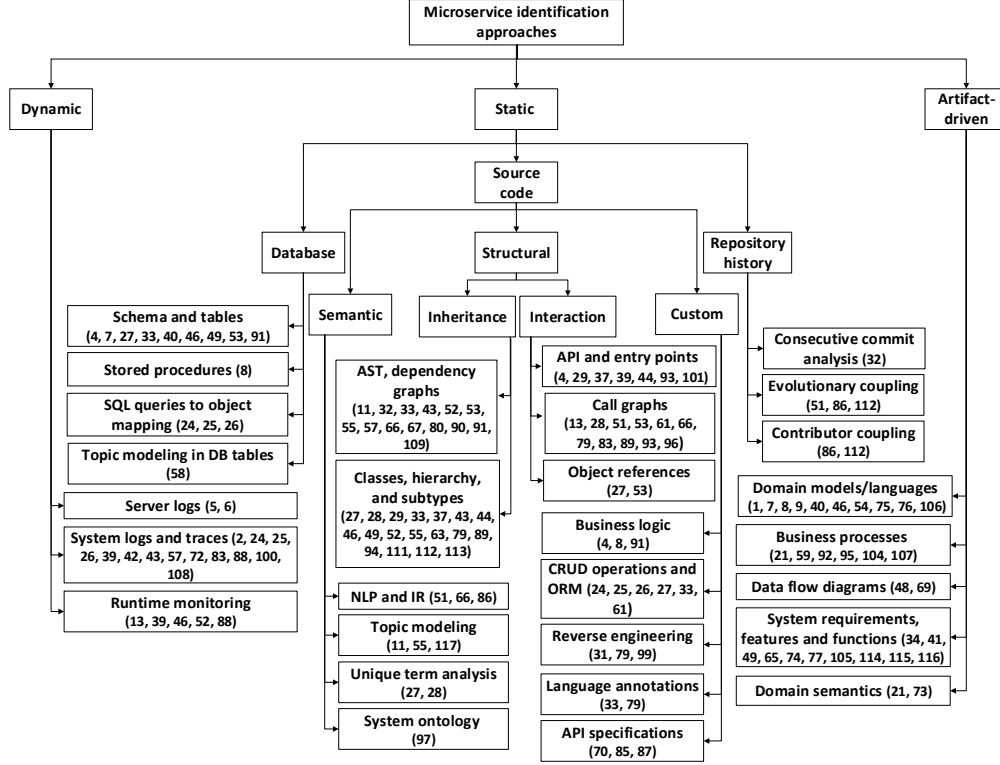 Microservice identification
approaches
Dynamic
Static
Artifact-
driven
Source
code
Database
Structural
Repository
history
Semantic
Inheritance
Interaction
Custom
Schema and tables
(4, 7, 27, 33, 40, 46, 49, 53, 91)
Stored procedures (8)
SQL queries to object
mapping (24, 25, 26)
Topic modeling in DB tables
(58)
Server logs (5, 6)
System logs and traces (2, 24, 25,
26, 39, 42, 43, 57, 72, 83, 88, 100,
108)
Runtime monitoring
(13, 39, 46, 52, 88)
AST, dependency
graphs
(11, 32, 33, 43, 52, 53,
55, 57, 66, 67, 80, 90, 91,
109)
Classes, hierarchy,
and subtypes
(27, 28, 29, 33, 37, 43, 44,
46, 49, 52, 55, 63, 79, 89,
94, 111, 112, 113)
NLP and IR (51, 66, 86)
Topic modeling
(11, 55, 117)
Unique term analysis
(27, 28)
System ontology
(97)
API and entry points
(4, 29, 37, 39, 44, 93, 101)
Call graphs
(13, 28, 51, 53, 61, 66,
79, 83, 89, 93, 96)
Object references
(27, 53)
Business logic
(4, 8, 91)
CRUD operations and
ORM (24, 25, 26, 27, 33,
61)
Reverse engineering
(31, 79, 99)
Language annotations
(33, 79)
API specifications
(70, 85, 87)
Consecutive commit
analysis (32)
Evolutionary coupling
(51, 86, 112)
Contributor coupling
(86, 112)
Domain models/languages
(1, 7, 8, 9, 40, 46, 54, 75, 76, 106)
Business processes
(21, 59, 92, 95, 104, 107)
Data flow diagrams (48, 69)
System requirements,
features and functions (34, 41,
49, 65, 74, 77, 105, 114, 115, 116)
Domain semantics (21, 73)